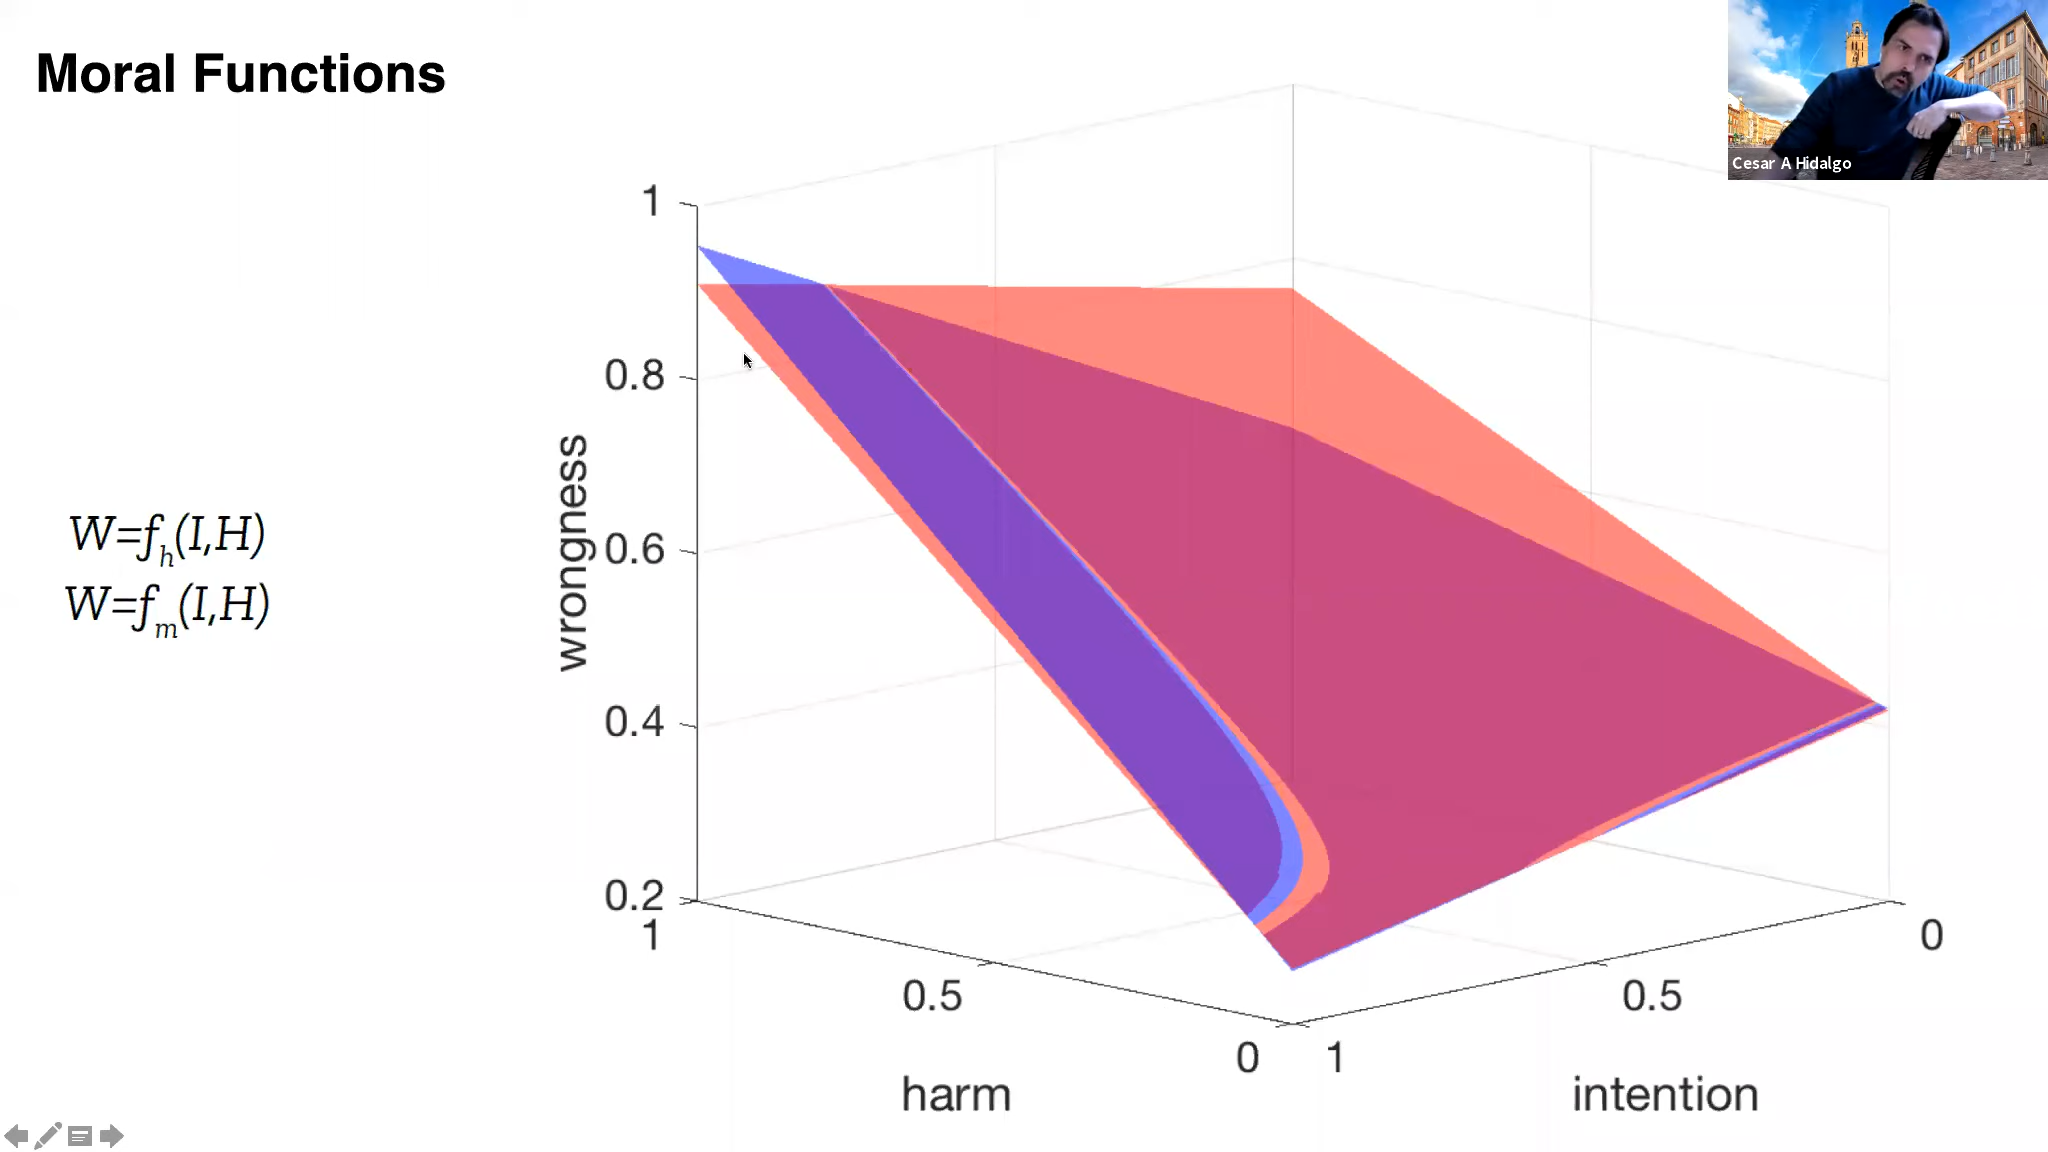 Moral Functions
Cesar A Hidalgo
W=f_h(I,H)
W=f_m(I,H)
wrongness
1
0.8
0.6
0.4
0.2
1
0.5
0
harm
1
0.5
0
intention